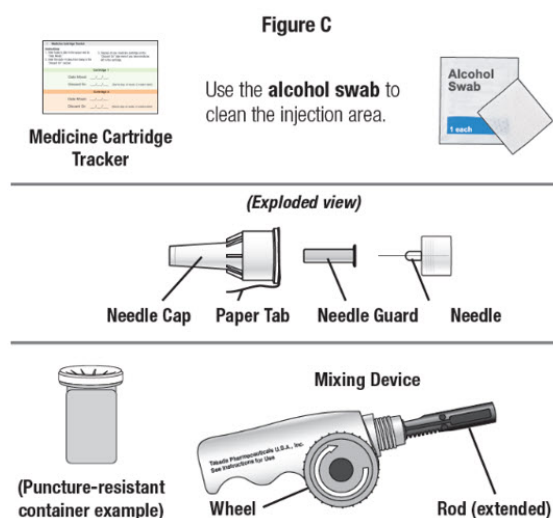 Figure C
Medicine Cartridge
Tracker
Use the alcohol swab to
clean the injection area.
Alcohol
Swab
1 each
(Exploded view)
Needle Cap
Paper Tab
Needle Guard
Needle
(Puncture-resistant
container example)
Mixing Device
Takeda Pharmaceuticals U.S.A., Inc.
See Instructions for Use
Wheel
Rod (extended)